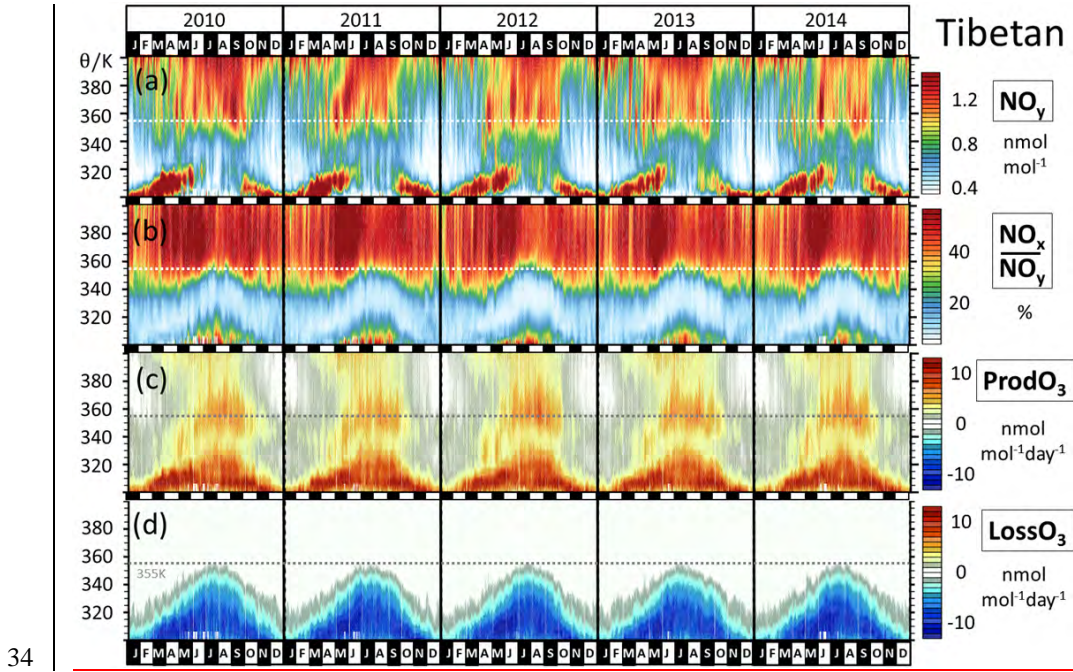 2010 2011 2012 2013 2014
J F M A M J J A S O N D J F M A M J J A S O N D J F M A M J J A S O N D J F M A M J J A S O N D J F M A M J J A S O N D
Tibetan
θ/K
(a)
380
360
340
320
1.2
0.8
0.4
NOy
nmol
mol-1
(b)
380
360
340
320
40
20
NOx
NOy
%
(c)
380
360
340
320
10
0
-10
ProdO3
nmol
mol-1day-1
(d)
380
360
355K
340
320
10
0
-10
LossO3
nmol
mol-1day-1
J F M A M J J A S O N D J F M A M J J A S O N D J F M A M J J A S O N D J F M A M J J A S O N D J F M A M J J A S O N D
34